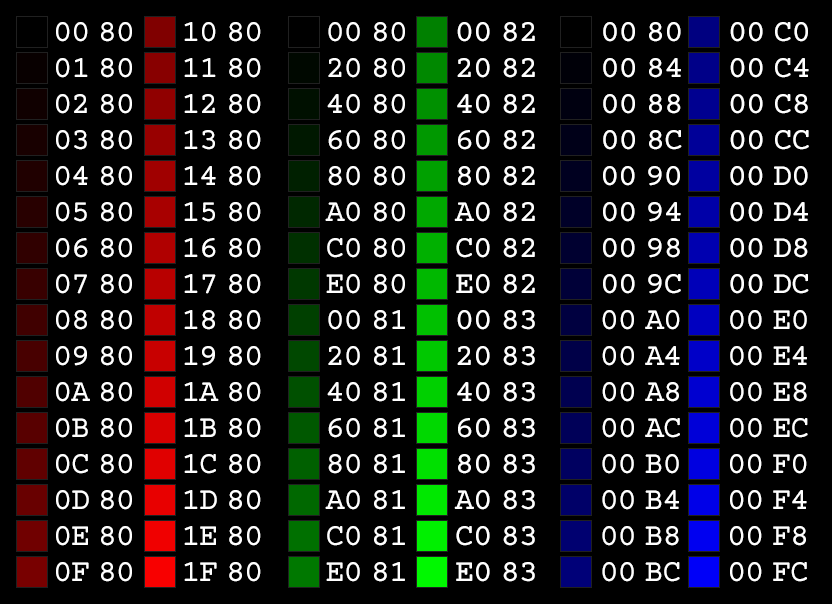 00 80 10 80 00 80 00 82 00 80 00 C0
01 80 11 80 20 80 20 82 00 84 00 C4
02 80 12 80 40 80 40 82 00 88 00 C8
03 80 13 80 60 80 60 82 00 8C 00 CC
04 80 14 80 80 80 80 82 00 90 00 D0
05 80 15 80 A0 80 A0 82 00 94 00 D4
06 80 16 80 C0 80 C0 82 00 98 00 D8
07 80 17 80 E0 80 E0 82 00 9C 00 DC
08 80 18 80 00 81 00 83 00 A0 00 E0
09 80 19 80 20 81 20 83 00 A4 00 E4
0A 80 1A 80 40 81 40 83 00 A8 00 E8
0B 80 1B 80 60 81 60 83 00 AC 00 EC
0C 80 1C 80 80 81 80 83 00 B0 00 F0
0D 80 1D 80 A0 81 A0 83 00 B4 00 F4
0E 80 1E 80 C0 81 C0 83 00 B8 00 F8
0F 80 1F 80 E0 81 E0 83 00 BC 00 FC